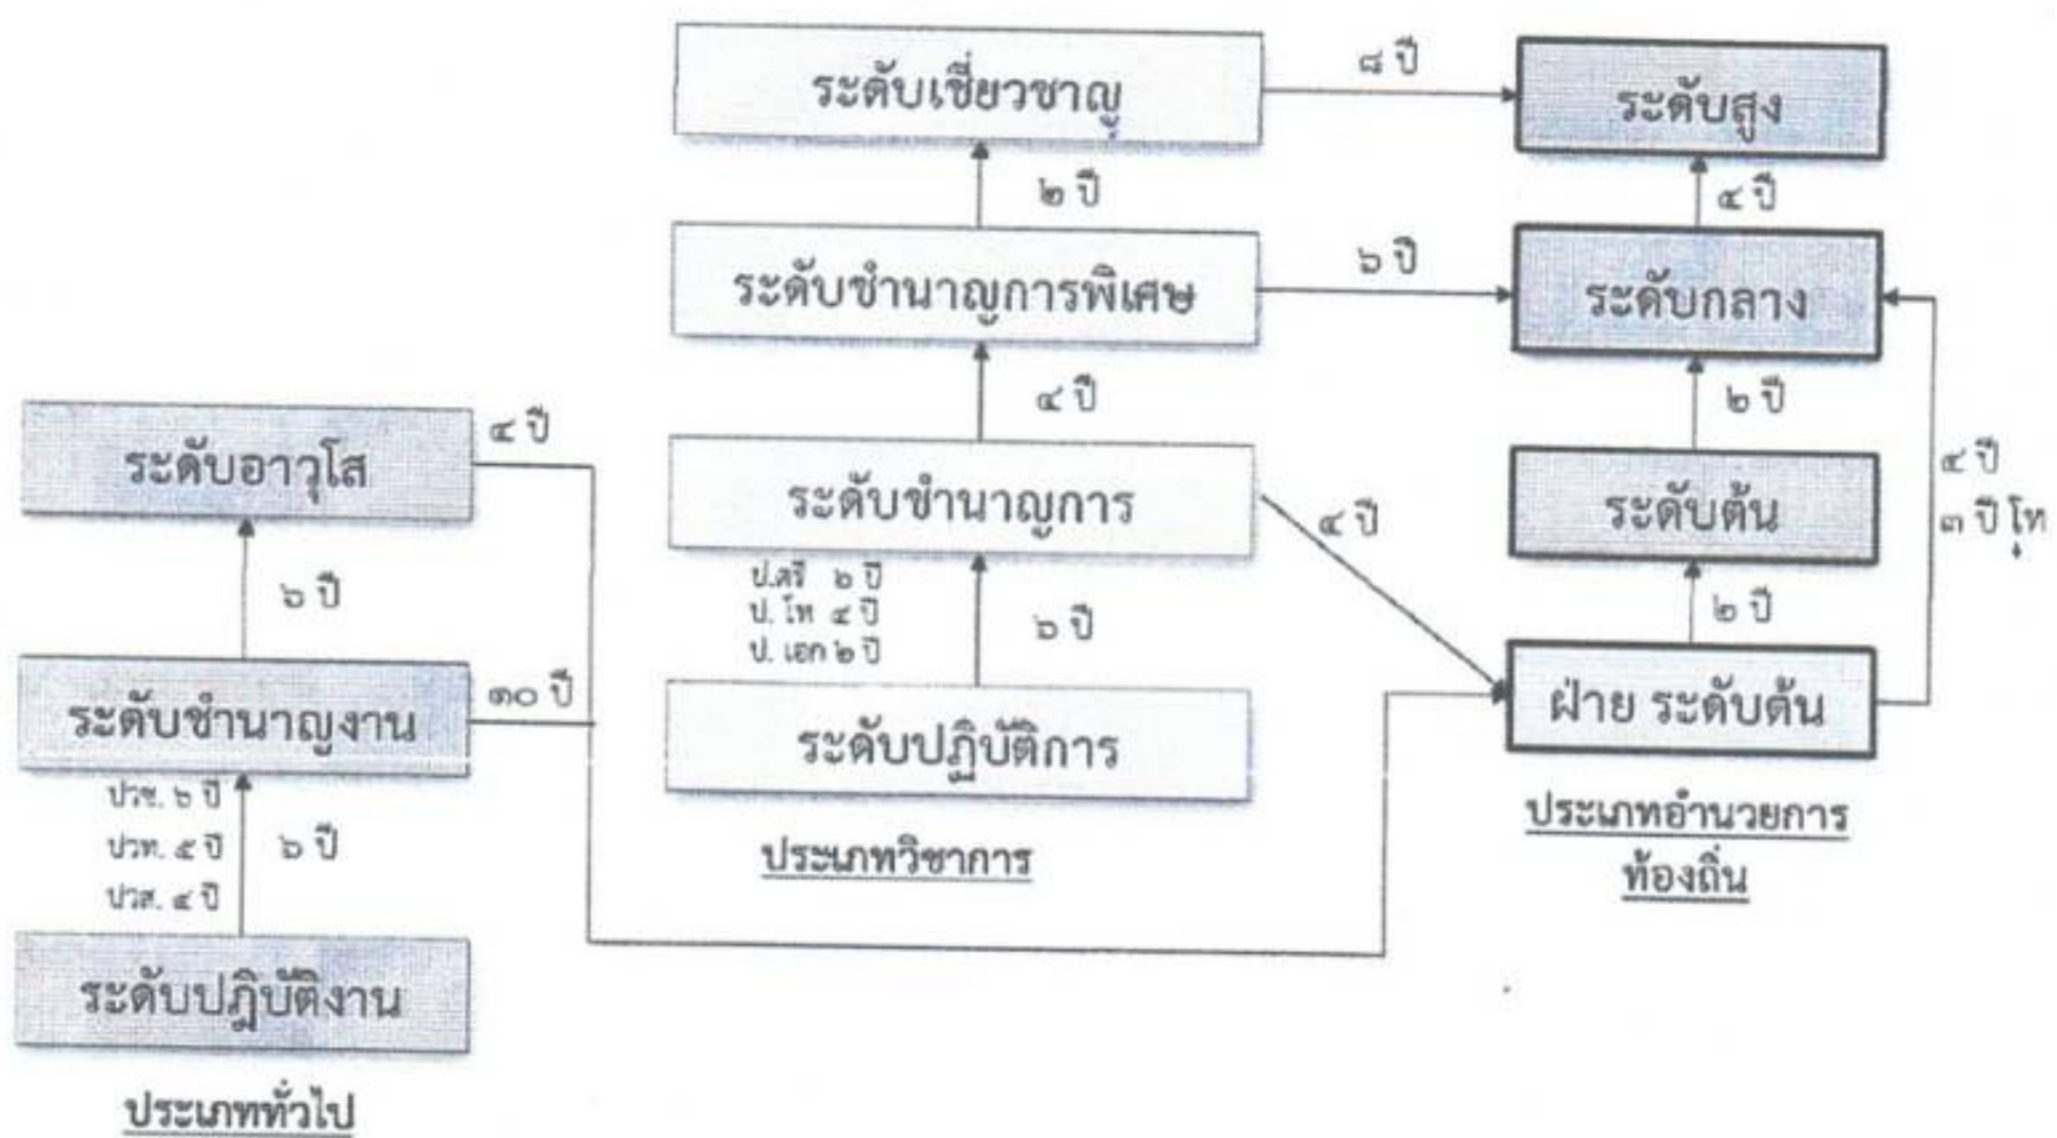 ระดับเชี่ยวชาญ
๘ ปี
ระดับสูง
๒ ปี
๔ ปี
ระดับชำนาญการพิเศษ
๖ ปี
ระดับกลาง
๔ ปี
๒ ปี
ระดับอาวุโส
๔ ปี
ระดับชำนาญการ
๔ ปี
ระดับต้น
๔ ปี
๓ ปี โท
๖ ปี
ป.ตรี ๖ ปี
ป. โท ๔ ปี
ป. เอก ๒ ปี
๖ ปี
๒ ปี
ระดับชำนาญงาน
๑๐ ปี
ระดับปฏิบัติการ
ฝ่าย ระดับต้น
ปวช. ๖ ปี
ปวท. ๕ ปี
ปวส. ๔ ปี
๖ ปี
ประเภทวิชาการ
ประเภทอำนวยการ
ท้องถิ่น
ระดับปฏิบัติงาน
ประเภททั่วไป